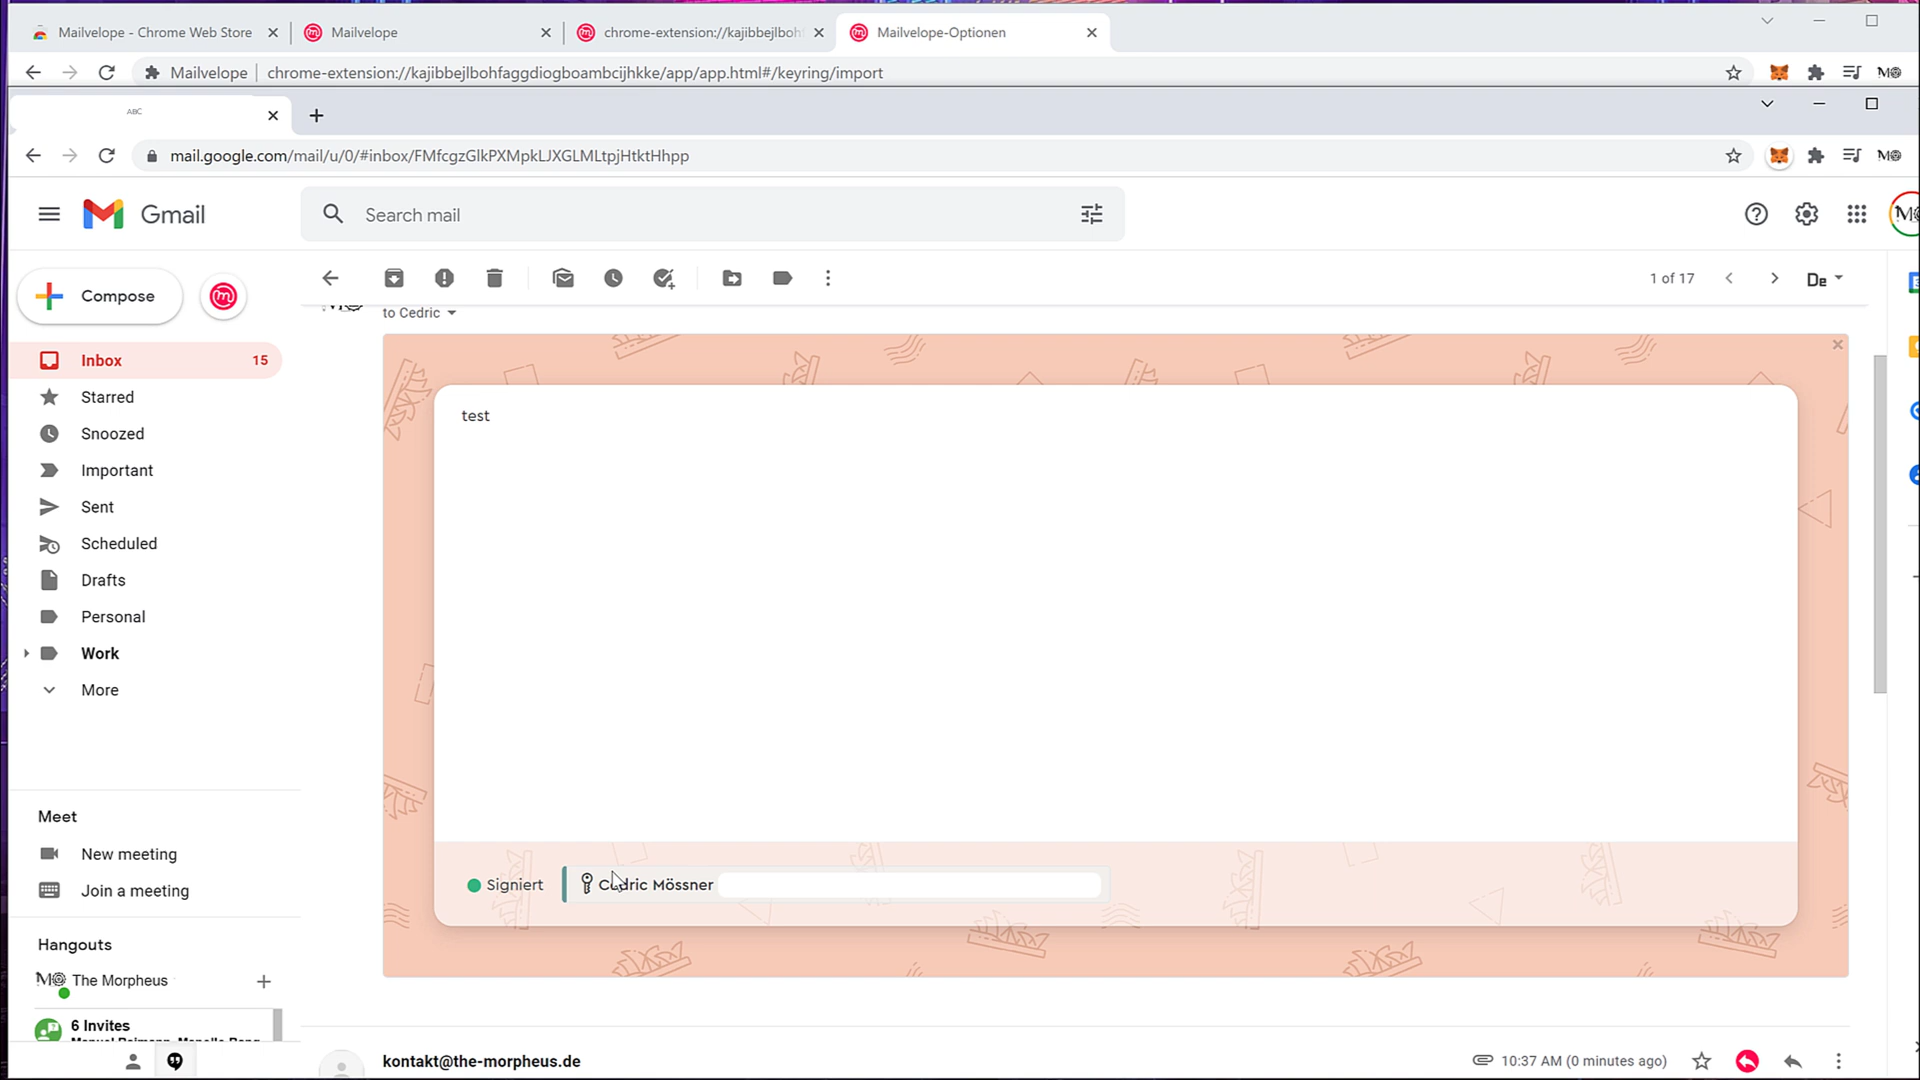 Mailvelope - Chrome Web Store
Mailvelope
chrome-extension://kajibbejlbohf
Mailvelope-Optionen
Mailvelope
chrome-extension://kajibbejlbohfaggdiogboambcijhkke/app/app.html#/keyring/import
ABC
mail.google.com/mail/u/0/#inbox/FMfcgzGlkPXMpkLJXGLMLtpjHtktHhpp
Gmail
Search mail
Compose
1 of 17
De
to Cedric
Inbox 15
Starred
Snoozed
Important
Sent
Scheduled
Drafts
Personal
Work
More
test
Signiert
Cedric Mössner
Meet
New meeting
Join a meeting
Hangouts
The Morpheus
6 Invites
kontakt@the-morpheus.de
10:37 AM (0 minutes ago)